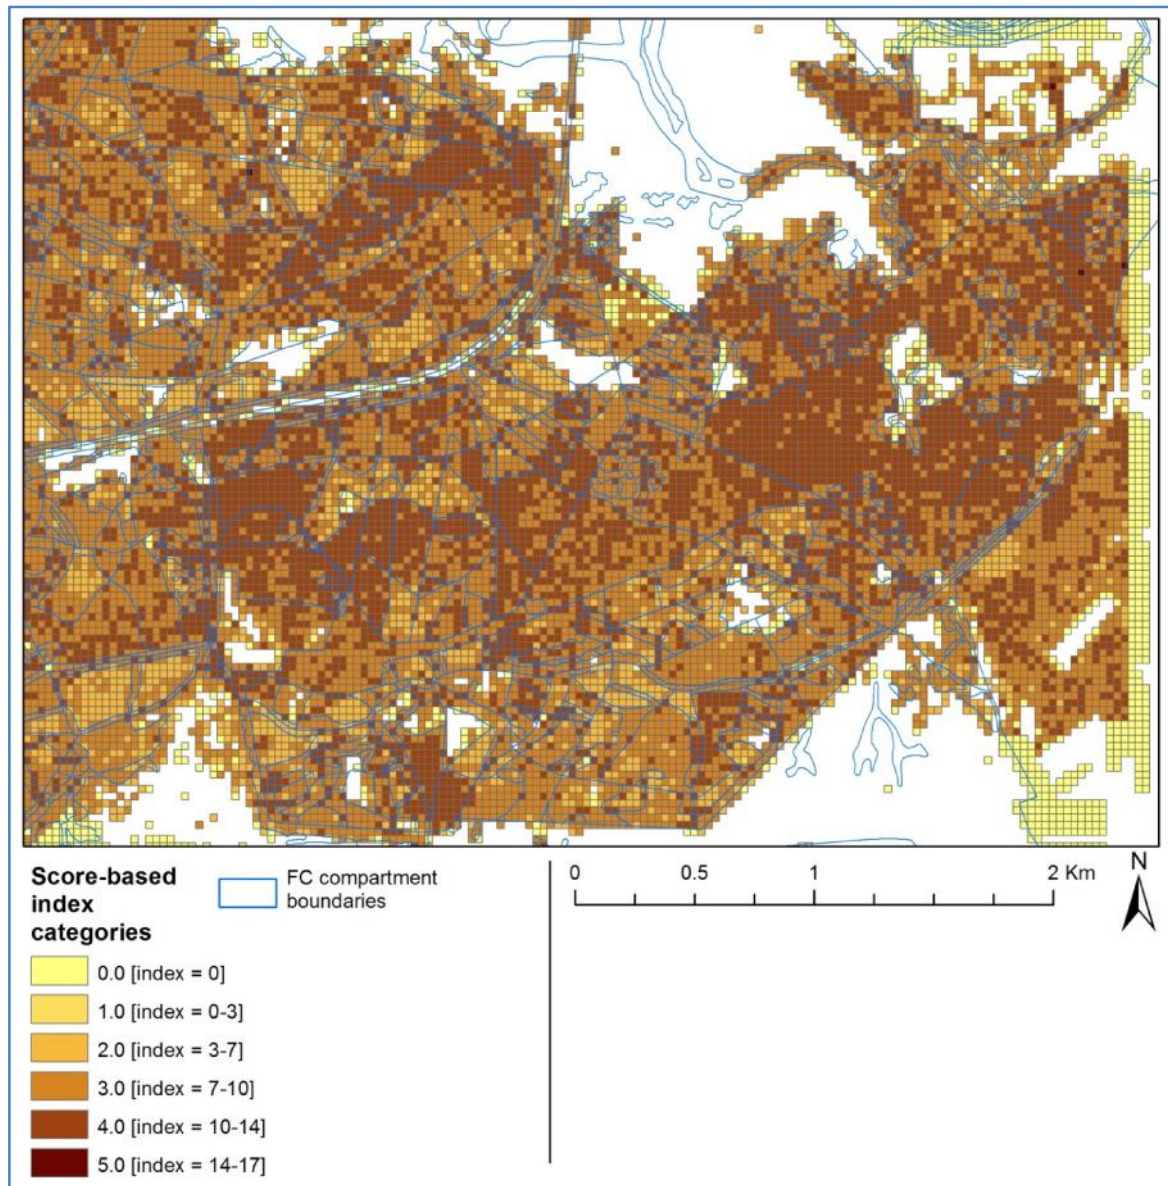 Score-based
index
categories
FC compartment
boundaries
0.0 [index = 0]
1.0 [index = 0-3]
2.0 [index = 3-7]
3.0 [index = 7-10]
4.0 [index = 10-14]
5.0 [index = 14-17]
0 0.5 1 2 Km
N